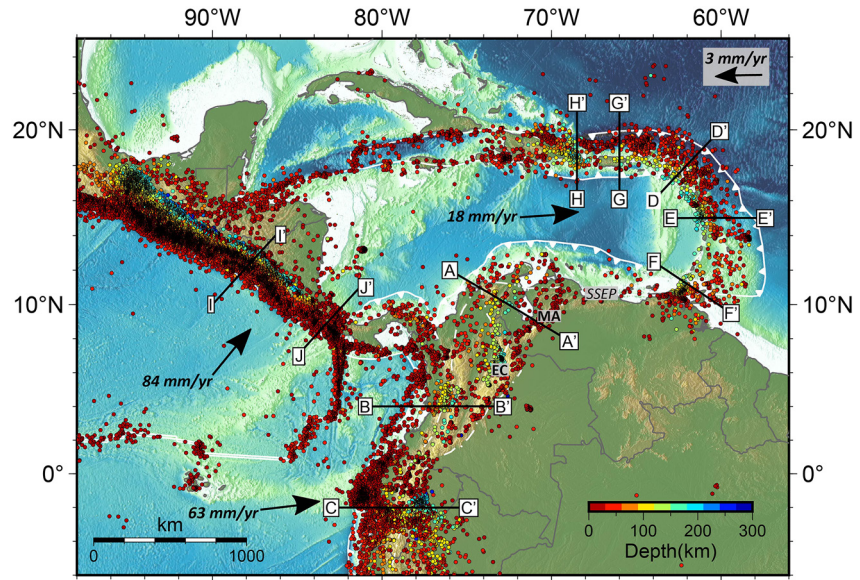 90°W 80°W 70°W 60°W
3 mm/yr
H' G'
20°N 20°N
D'
H G D
18 mm/yr E E'
I' F
A
J' SSEP
10°N I 10°N
MA F'
J A'
84 mm/yr EC
B B'
0° 0°
63 mm/yr C C'
km
0 1000
0 100 200 300
Depth(km)